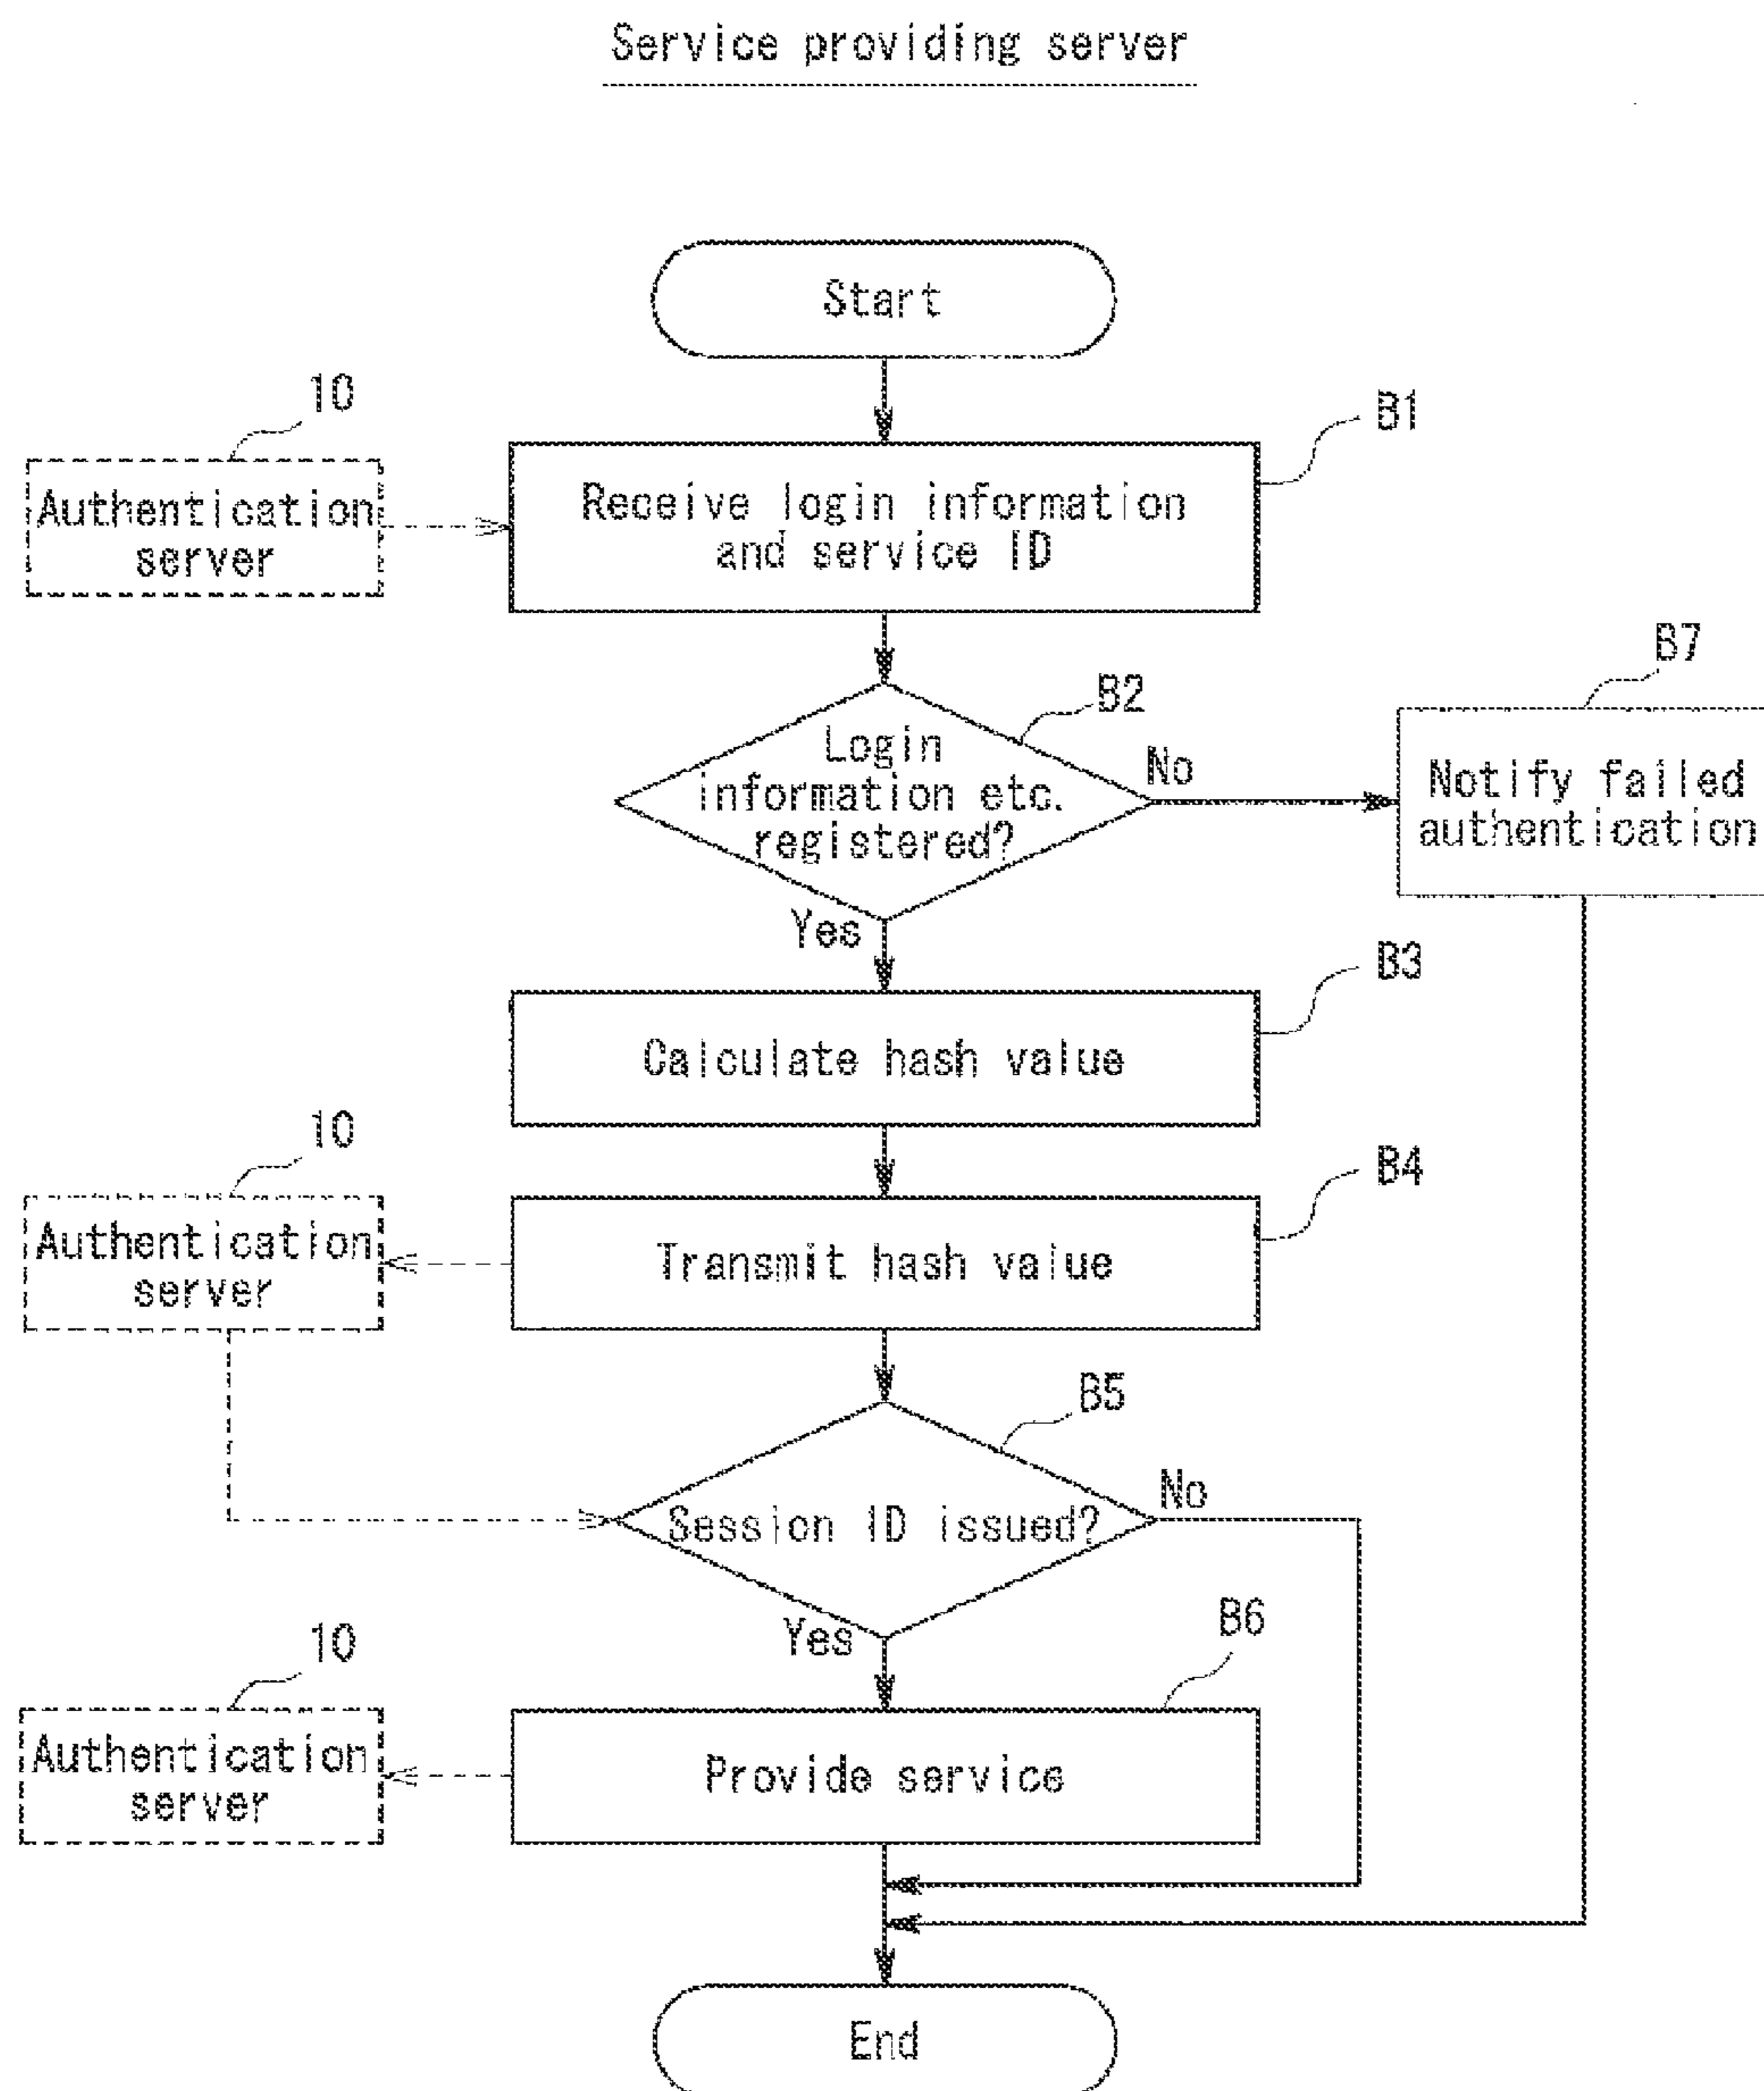 Service providing server
Start
10
B1
Authentication
server
Receive login information
and service ID
B7
B2
Login
information etc.
registered?
No
Notify failed
authentication
Yes
B3
Calculate hash value
10
B4
Authentication
server
Transmit hash value
B5
Session ID issued?
No
Yes
B6
10
Authentication
server
Provide service
End